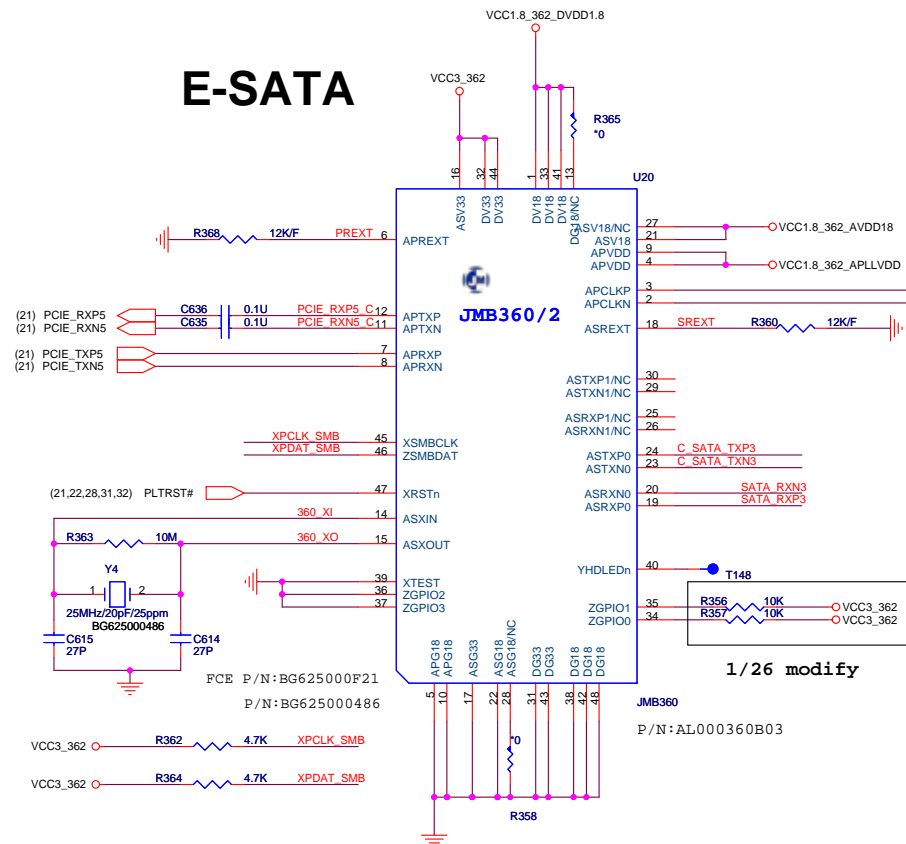 VCC1.8_362_DVDD1.8
E-SATA
VCC3_362
R365
*0
16
32
44
1
33
41
13
U20
ASV33
DV33
DV33
DV18
DV18
DV18
DG18/NC
R368 12K/F PREXT 6 APREXT
ASV18/NC 27 VCC1.8_362_AVDD18
ASV18 21
APVDD 9
APVDD 4 VCC1.8_362_APLLVDD
APCLKP 3
APCLKN 2
JMB360/2
(21) PCIE_RXP5 C636 0.1U PCIE_RXP5_C 12 APTXP
(21) PCIE_RXN5 C635 0.1U PCIE_RXN5_C 11 APTXN
ASREXT 18 SREXT R360 12K/F
(21) PCIE_TXP5 7 APRXP
(21) PCIE_TXN5 8 APRXN
ASTXP1/NC 30
ASTXN1/NC 29
ASRXP1/NC 25
ASRXN1/NC 26
XPCLK_SMB 45 XSMBCLK
XPDAT_SMB 46 ZSMBDAT
ASTXP0 24 C_SATA_TXP3
ASTXN0 23 C_SATA_TXN3
(21,22,28,31,32) PLTRST# 47 XRSTn
ASRXN0 20 SATA_RXN3
ASRXP0 19 SATA_RXP3
360_XI 14 ASXIN
R363 10M 360_XO 15 ASXOUT
Y4
1 2
25MHz/20pF/25ppm
BG625000486
39 XTEST
36 ZGPIO2
37 ZGPIO3
YHDLEDn 40 T148
ZGPIO1 35 R356 10K VCC3_362
ZGPIO0 34 R357 10K VCC3_362
1/26 modify
C615
27P
C614
27P
APG18
APG18
ASG33
ASG18
ASG18/NC
DG33
DG33
DG18
DG18
DG18
5
10
17
22
28
31
43
38
42
48
FCE P/N:BG625000F21
P/N:BG625000486
JMB360
P/N:AL000360B03
VCC3_362 R362 4.7K XPCLK_SMB
VCC3_362 R364 4.7K XPDAT_SMB
*0
R358